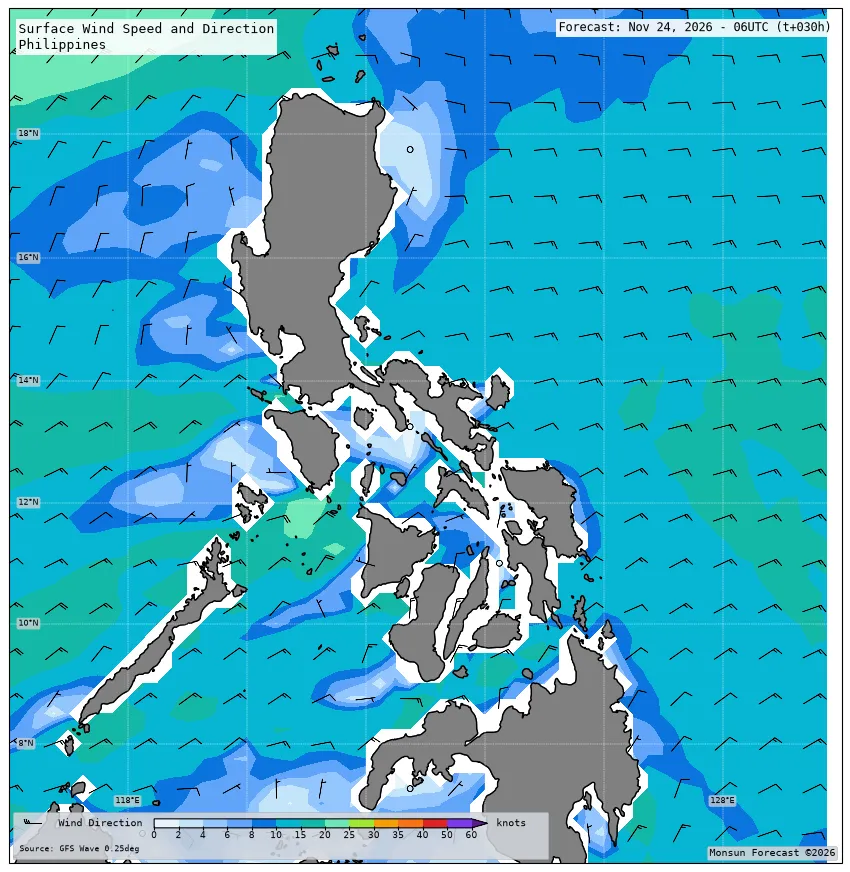 Surface Wind Speed and Direction
Philippines
Forecast: Nov 24, 2026 - 06UTC (t+030h)
18°N
16°N
14°N
12°N
10°N
8°N
118°E
128°E
Wind Direction
0 2 4 6 8 10 15 20 25 30 35 40 50 60
knots
Source: GFS Wave 0.25deg
Monsun Forecast ©2026